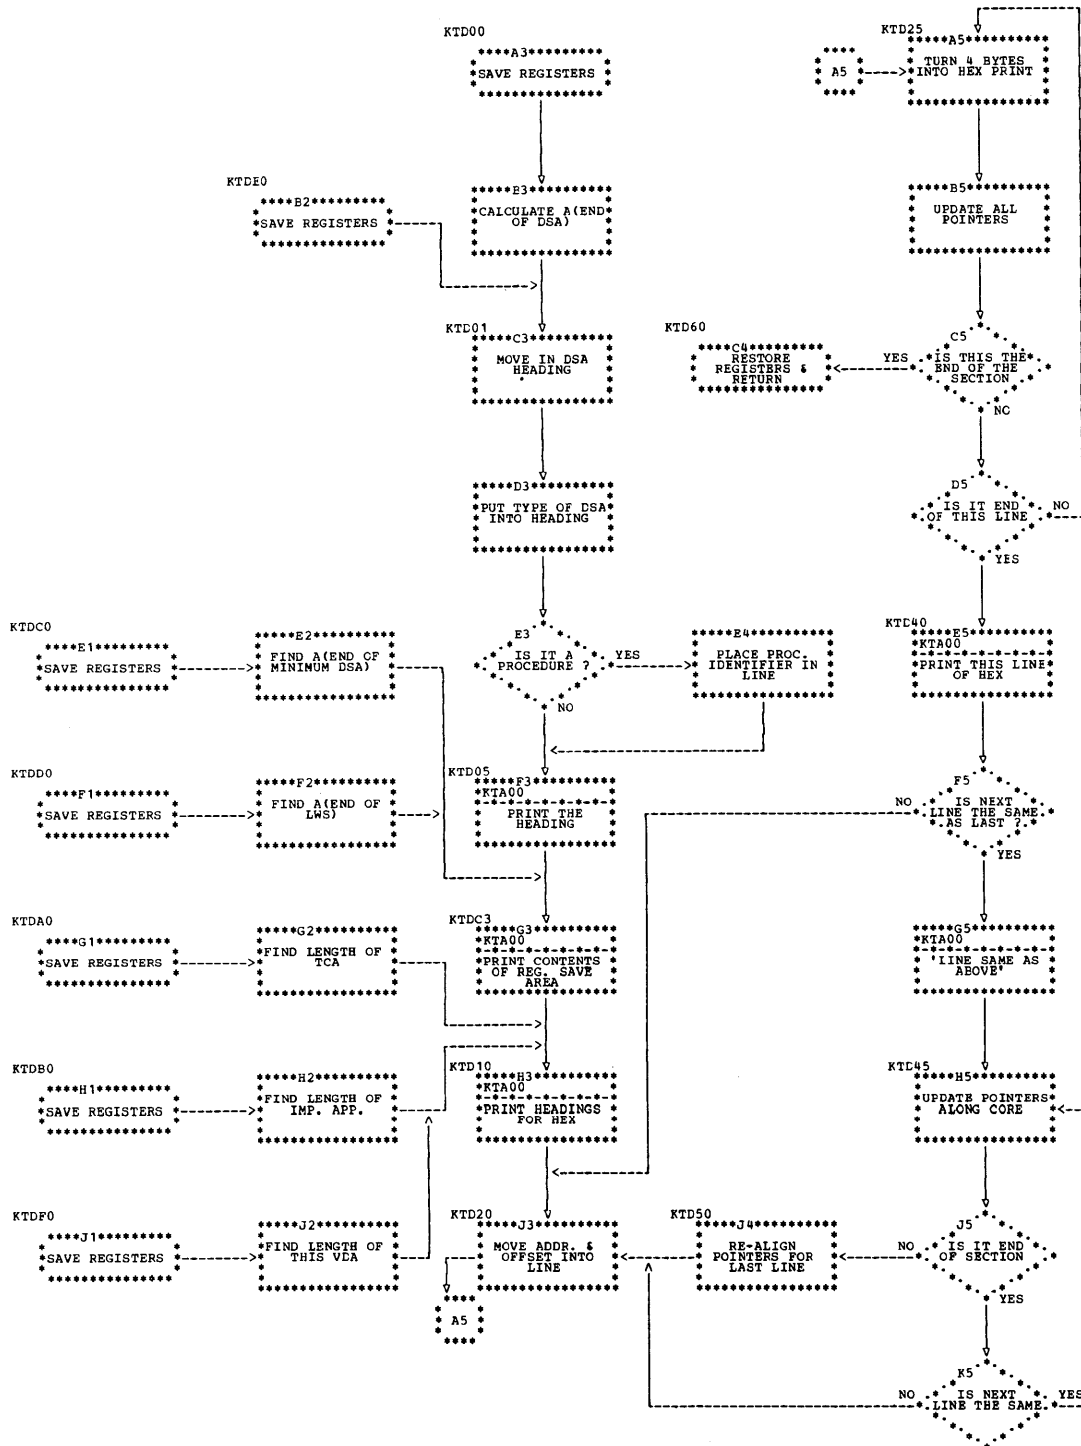 KTD00
A3
SAVE REGISTERS
KTD25
A5
TURN 4 BYTES
INTO HEX PRINT
A5
KTDE0
B2
SAVE REGISTERS
B3
CALCULATE A(END
OF DSA)
B5
UPDATE ALL
POINTERS
KTD01
C3
MOVE IN DSA
HEADING
KTD60
C4
RESTORE
REGISTERS &
RETURN
YES
C5
IS THIS THE
END OF THE
SECTION
NO
D3
PUT TYPE OF DSA
INTO HEADING
D5
IS IT END
OF THIS LINE
NO
YES
KTDC0
E1
SAVE REGISTERS
E2
FIND A(END OF
MINIMUM DSA)
E3
IS IT A
PROCEDURE ?
YES
NO
E4
PLACE PROC.
IDENTIFIER IN
LINE
KTD40
E5
KTA00
PRINT THIS LINE
OF HEX
KTDD0
F1
SAVE REGISTERS
F2
FIND A(END OF
LWS)
KTD05
F3
KTA00
PRINT THE
HEADING
NO
F5
IS NEXT
LINE THE SAME
AS LAST ?
YES
KTDA0
G1
SAVE REGISTERS
G2
FIND LENGTH OF
TCA
KTDC3
G3
KTA00
PRINT CONTENTS
OF REG. SAVE
AREA
G5
KTA00
'LINE SAME AS
ABOVE'
KTDB0
H1
SAVE REGISTERS
H2
FIND LENGTH OF
IMP. APP.
KTD10
H3
KTA00
PRINT HEADINGS
FOR HEX
KTD45
H5
UPDATE POINTERS
ALONG CORE
KTDF0
J1
SAVE REGISTERS
J2
FIND LENGTH OF
THIS VDA
KTD20
J3
MOVE ADDR. &
OFFSET INTO
LINE
KTD50
J4
RE-ALIGN
POINTERS FOR
LAST LINE
NO
J5
IS IT END
OF SECTION
YES
A5
NO
K5
IS NEXT
LINE THE SAME
YES